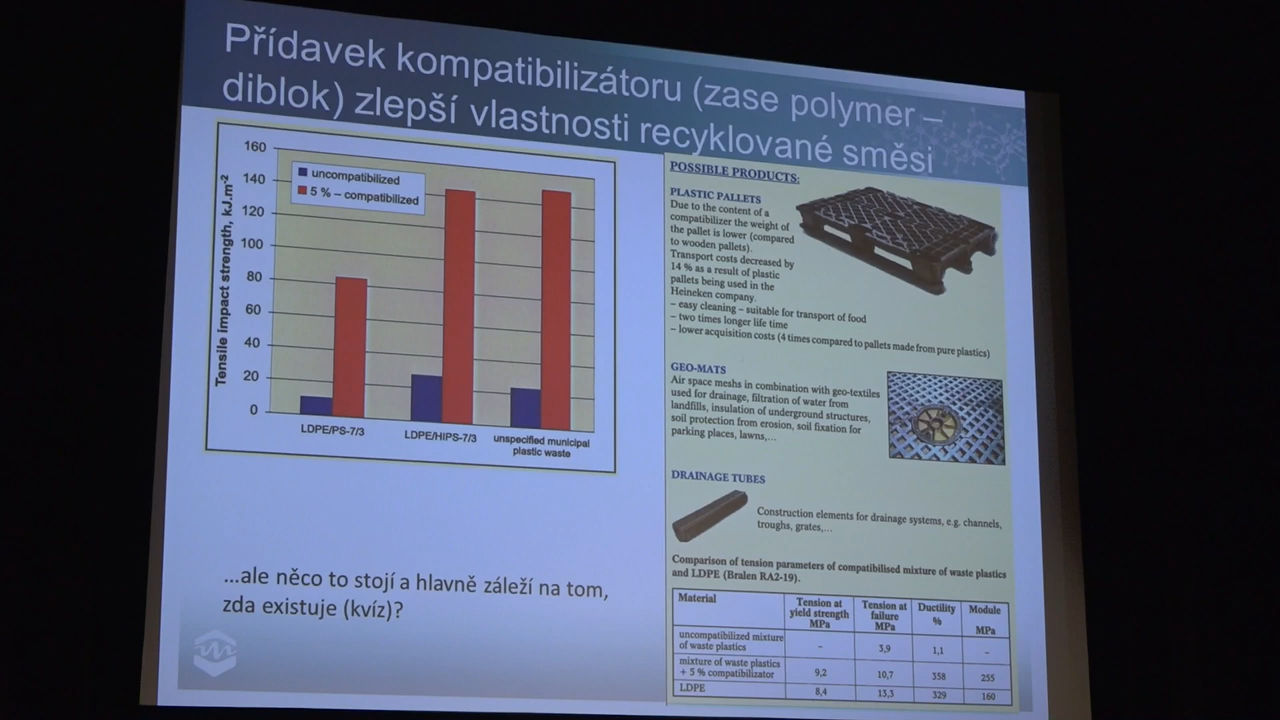 Přídavek kompatibilizátoru (zase polymer –
diblok) zlepší vlastnosti recyklované směsi
Tensile impact strength, kJ.m-2
160
140
120
100
80
60
40
20
0
uncompatibilized
5 % – compatibilized
LDPE/PS-7/3
LDPE/HIPS-7/3
unspecified municipal
plastic waste
...ale něco to stojí a hlavně záleží na tom,
zda existuje (kvíz)?
POSSIBLE PRODUCTS:
PLASTIC PALLETS
Due to the content of a
compatibilizer the weight of
the pallet is lower (compared
to wooden pallets).
Transport costs decreased by
14 % as a result of plastic
pallets being used in the
Heineken company.
– easy cleaning – suitable for transport of food
– two times longer life time
– lower acquisition costs (4 times compared to pallets made from pure plastics)
GEO-MATS
Air space meshs in combination with geo-textiles
used for drainage, filtration of water from
landfills, insulation of underground structures,
soil protection from erosion, soil fixation for
parking places, lawns,...
DRAINAGE TUBES
Construction elements for drainage systems, e.g. channels,
troughs, grates,...
Comparison of tension parameters of compatibilised mixture of waste plastics
and LDPE (Bralen RA2-19).
Material
Tension at
yield strength
MPa
Tension at
failure
MPa
Ductility
%
Module
MPa
uncompatibilized mixture
of waste plastics
– 3,9 1,1 –
mixture of waste plastics
+ 5 % compatibilizator
9,2 10,7 358 255
LDPE 8,4 13,3 329 160